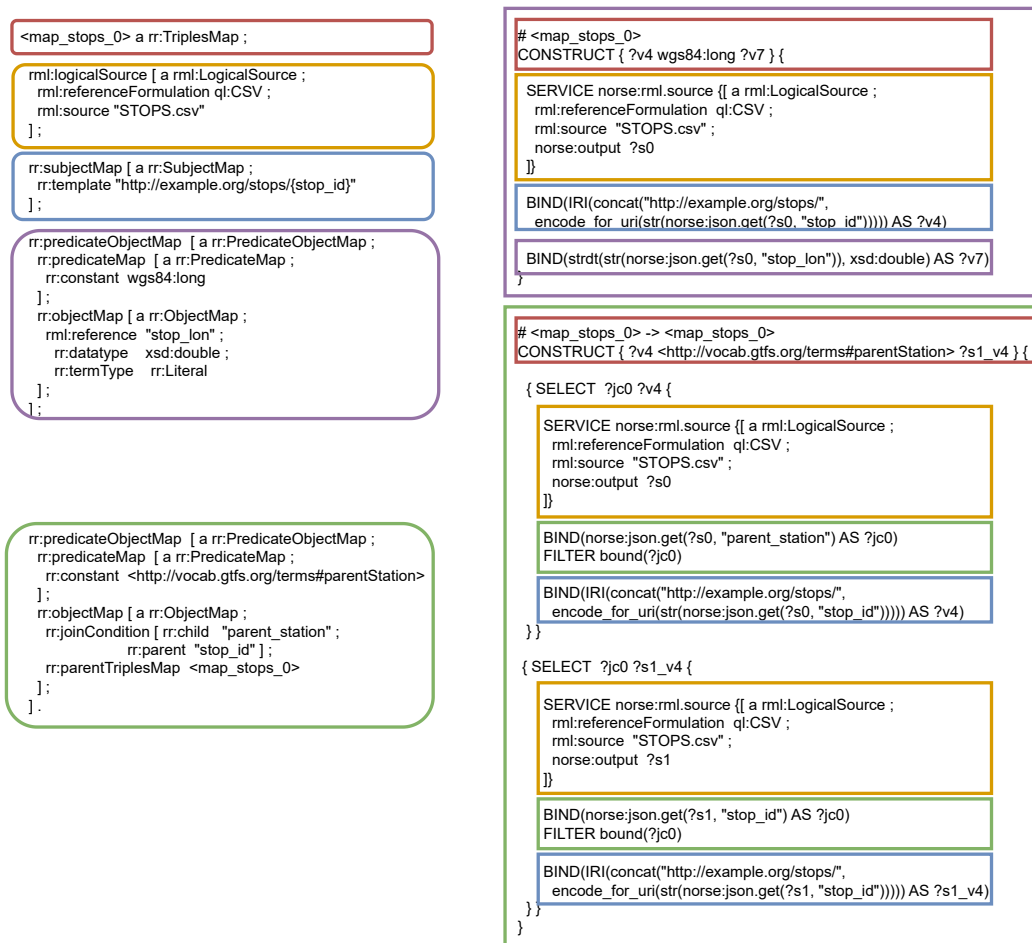 <map_stops_0> a rr:TriplesMap ;
rml:logicalSource [ a rml:LogicalSource ;
rml:referenceFormulation ql:CSV ;
rml:source "STOPS.csv"
] ;
rr:subjectMap [ a rr:SubjectMap ;
rr:template "http://example.org/stops/{stop_id}"
] ;
rr:predicateObjectMap [ a rr:PredicateObjectMap ;
rr:predicateMap [ a rr:PredicateMap ;
rr:constant wgs84:long
] ;
rr:objectMap [ a rr:ObjectMap ;
rml:reference "stop_lon" ;
rr:datatype xsd:double ;
rr:termType rr:Literal
] ;
] ;
rr:predicateObjectMap [ a rr:PredicateObjectMap ;
rr:predicateMap [ a rr:PredicateMap ;
rr:constant <http://vocab.gtfs.org/terms#parentStation>
] ;
rr:objectMap [ a rr:ObjectMap ;
rr:joinCondition [ rr:child "parent_station" ;
rr:parent "stop_id" ] ;
rr:parentTriplesMap <map_stops_0>
] ;
] .
# <map_stops_0>
CONSTRUCT { ?v4 wgs84:long ?v7 } {
SERVICE norse:rml.source {[ a rml:LogicalSource ;
rml:referenceFormulation ql:CSV ;
rml:source "STOPS.csv" ;
norse:output ?s0
]}
BIND(IRI(concat("http://example.org/stops/",
encode_for_uri(str(norse:json.get(?s0, "stop_id"))))) AS ?v4)
BIND(strdt(str(norse:json.get(?s0, "stop_lon")), xsd:double) AS ?v7)
}
# <map_stops_0> -> <map_stops_0>
CONSTRUCT { ?v4 <http://vocab.gtfs.org/terms#parentStation> ?s1_v4 } {
{ SELECT ?jc0 ?v4 {
SERVICE norse:rml.source {[ a rml:LogicalSource ;
rml:referenceFormulation ql:CSV ;
rml:source "STOPS.csv" ;
norse:output ?s0
]}
BIND(norse:json.get(?s0, "parent_station") AS ?jc0)
FILTER bound(?jc0)
BIND(IRI(concat("http://example.org/stops/",
encode_for_uri(str(norse:json.get(?s0, "stop_id"))))) AS ?v4)
} }
{ SELECT ?jc0 ?s1_v4 {
SERVICE norse:rml.source {[ a rml:LogicalSource ;
rml:referenceFormulation ql:CSV ;
rml:source "STOPS.csv" ;
norse:output ?s1
]}
BIND(norse:json.get(?s1, "stop_id") AS ?jc0)
FILTER bound(?jc0)
BIND(IRI(concat("http://example.org/stops/",
encode_for_uri(str(norse:json.get(?s1, "stop_id"))))) AS ?s1_v4)
} }
}